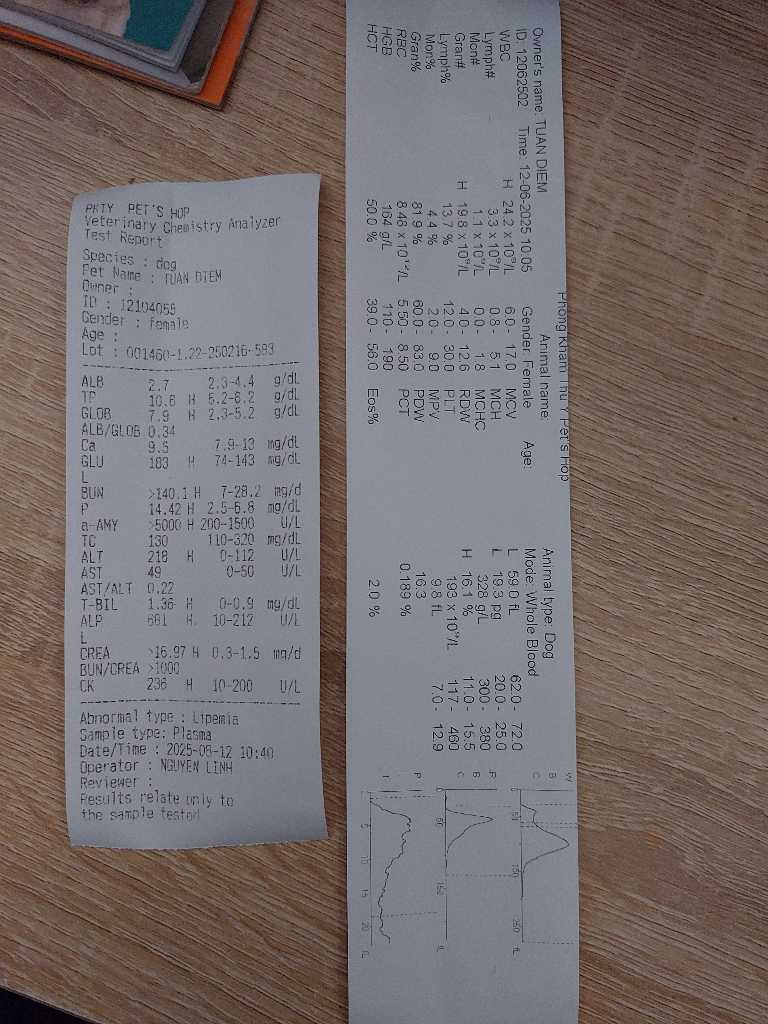 PKTY PET'S HOP
Veterinary Chemistry Analyzer
Test Report
Species : dog
Pet Name : TUAN DIEM
Owner :
ID : 12104055
Gender : female
Age :
Lot : 001460-1.22-250216-583
ALB 2.7 2.3-4.4 g/dL
TP 10.6 H 5.2-8.2 g/dL
GLOB 7.9 H 2.3-5.2 g/dL
ALB/GLOB 0.34
Ca 9.5 7.9-13 mg/dL
GLU 183 H 74-143 mg/dL
L
BUN >140.1 H 7-28.2 mg/d
P 14.42 H 2.5-6.8 mg/dL
a-AMY >5000 H 200-1500 U/L
TC 130 110-320 mg/dL
ALT 218 H 0-112 U/L
AST 49 0-50 U/L
AST/ALT 0.22
T-BIL 1.36 H 0-0.9 mg/dL
ALP 681 H 10-212 U/L
L
CREA >16.97 H 0.3-1.5 mg/d
BUN/CREA >1000
CK 236 H 10-200 U/L
Abnormal type : Lipemia
Sample type: Plasma
Date/Time : 2025-06-12 10:40
Operator : NGUYEN LINH
Reviewer :
Results relate only to
the sample tested
Phong Kham Thu Y Pet's Hop
Owner's name: TUAN DIEM Animal name: Animal type: Dog
ID: 12062502 Time: 12-06-2025 10:05 Gender: Female Age: Mode: Whole Blood
WBC H 24.2 x 10⁹/L 6.0 - 17.0 MCV L 59.0 fL 62.0 - 72.0
Lymph# 3.3 x 10⁹/L 0.8 - 5.1 MCH L 19.3 pg 20.0 - 25.0
Mon# 1.1 x 10⁹/L 0.0 - 1.8 MCHC 328 g/L 300 - 380
Gran# H 19.8 x 10⁹/L 4.0 - 12.6 RDW H 16.1 % 11.0 - 15.5
Lymph% 13.7 % 12.0 - 30.0 PLT 193 x 10⁹/L 117 - 460
Mon% 4.4 % 2.0 - 9.0 MPV 9.8 fL 7.0 - 12.9
Gran% 81.9 % 60.0 - 83.0 PDW 16.3
RBC 8.48 x 10¹²/L 5.50 - 8.50 PCT 0.189 %
HGB 164 g/L 110 - 190
HCT 50.0 % 39.0 - 56.0 Eos% 2.0 %
WBC
0 50 150 350 fL
RBC
0 50 150 fL
P
0 5 10 15 20 fL